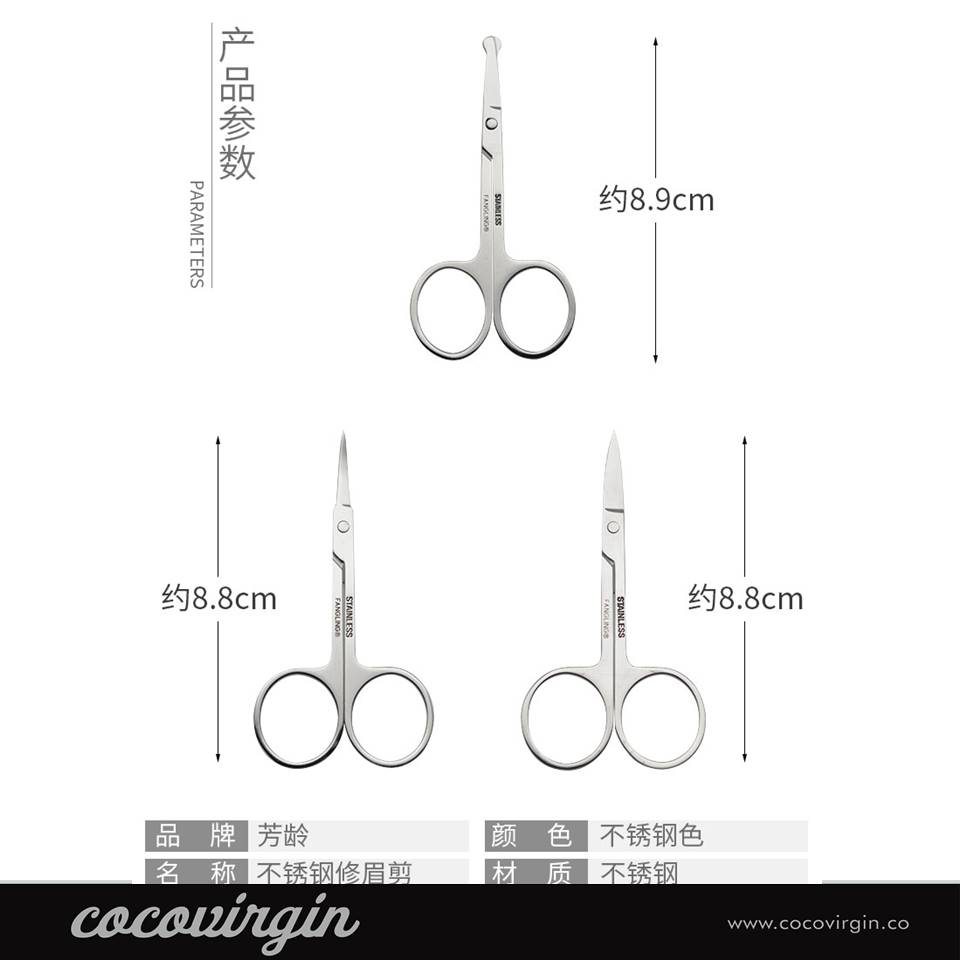 产品参数
PARAMETERS
约8.9cm
STAINLESS
FANGLING®
约8.8cm
STAINLESS
FANGLING®
STAINLESS
FANGLING®
约8.8cm
品 牌 芳龄
颜 色 不锈钢色
名 称 不锈钢修眉剪
材 质 不锈钢
cocovirgin
www.cocovirgin.co